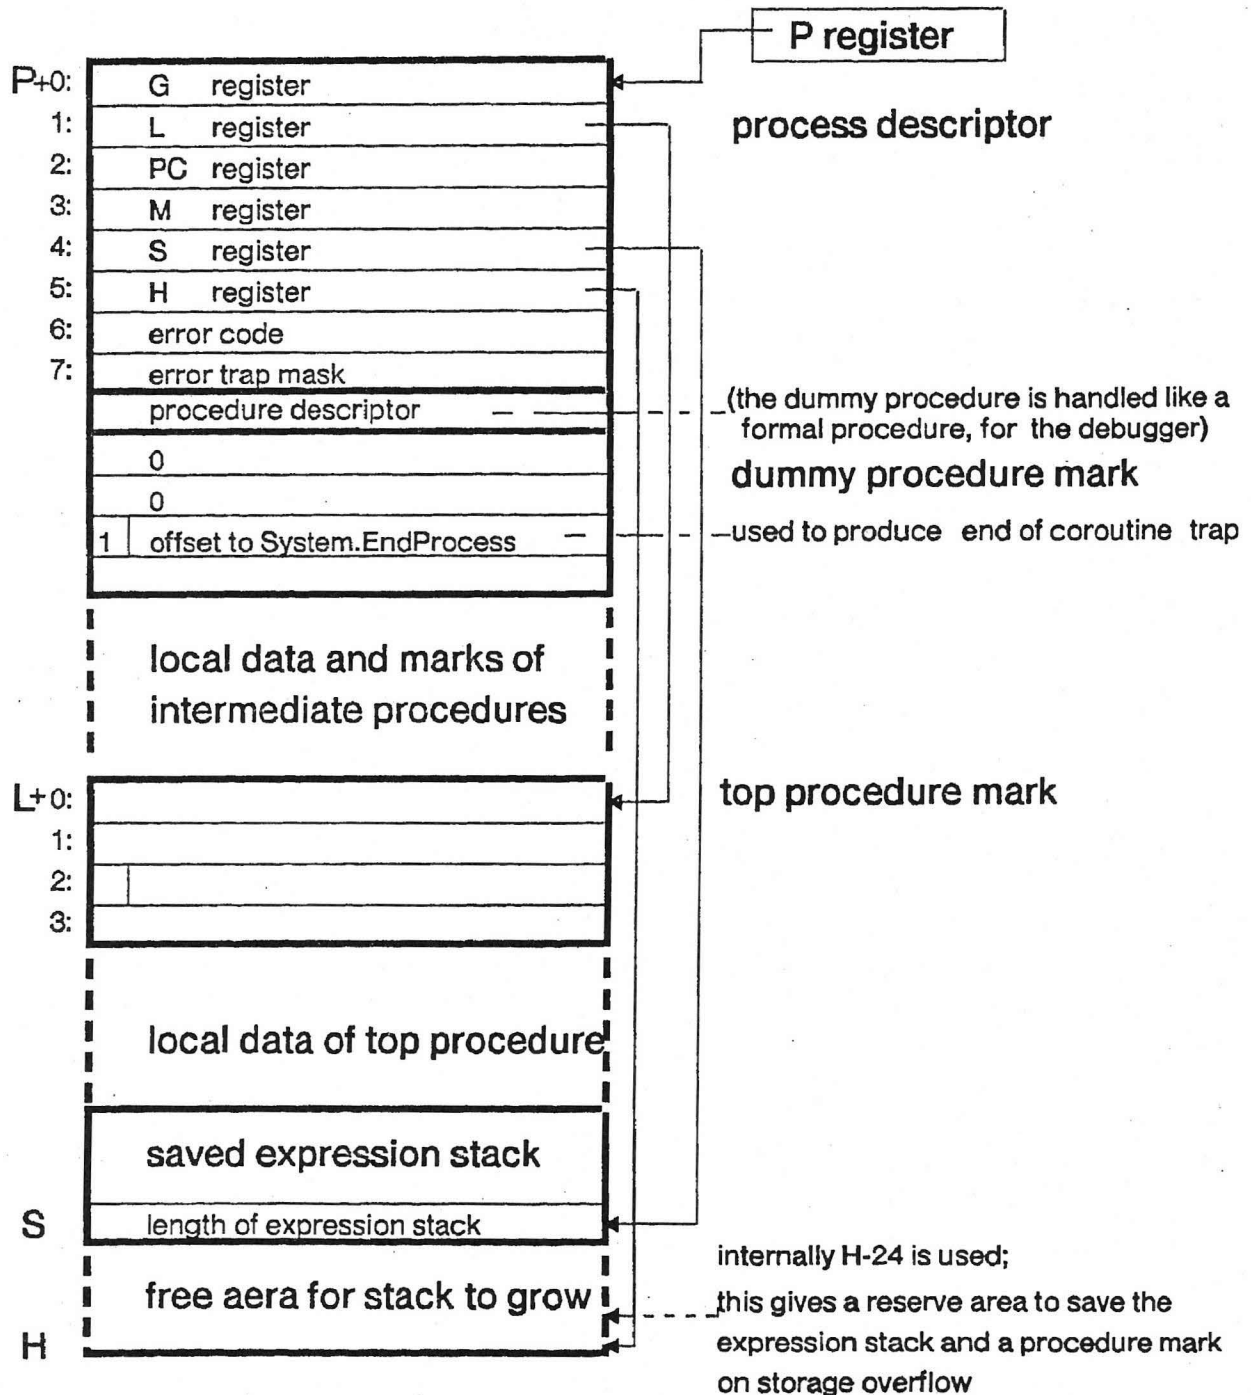 P register
P+0: G register
1: L register
process descriptor
2: PC register
3: M register
4: S register
5: H register
6: error code
7: error trap mask
procedure descriptor
(the dummy procedure is handled like a
formal procedure, for the debugger)
0
dummy procedure mark
0
1 offset to System.EndProcess
used to produce end of coroutine trap
local data and marks of
intermediate procedures
L+0:
top procedure mark
1:
2:
3:
local data of top procedure
saved expression stack
S length of expression stack
free aera for stack to grow
H
internally H-24 is used;
this gives a reserve area to save the
expression stack and a procedure mark
on storage overflow